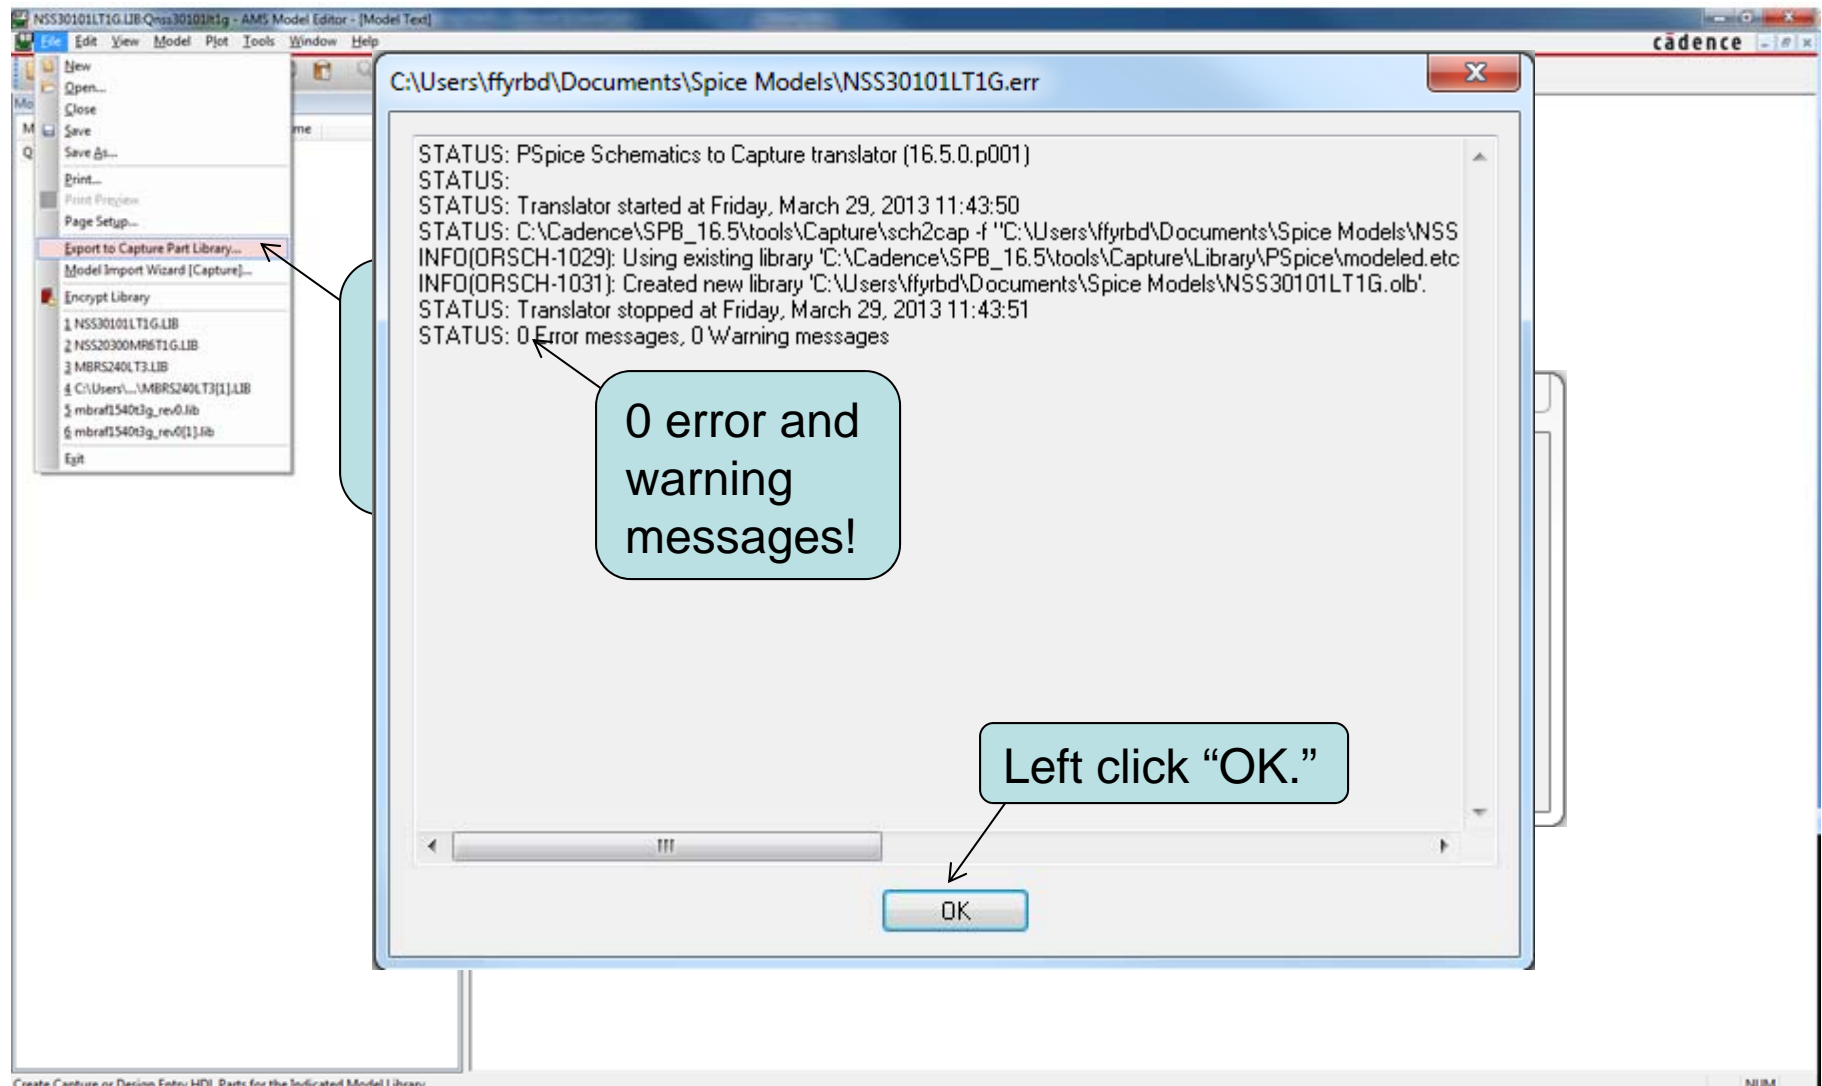 NSS30101LT1G.LIB:Qnss30101lt1g - AMS Model Editor - [Model Text]
File Edit View Model Plot Tools Window Help
cādence
New
Open...
Close
Save
Save As...
Print...
Print Preview
Page Setup...
Export to Capture Part Library...
Model Import Wizard [Capture]...
Encrypt Library
1 NSS30101LT1G.LIB
2 NSS20300MR6T1G.LIB
3 MBRS240LT3.LIB
4 C:\Users\...\MBRS240LT3[1].LIB
5 mbraf1540t3g_rev0.lib
6 mbraf1540t3g_rev0[1].lib
Exit
Mo
M
me
Q
C:\Users\ffyrbd\Documents\Spice Models\NSS30101LT1G.err
STATUS: PSpice Schematics to Capture translator (16.5.0.p001)
STATUS:
STATUS: Translator started at Friday, March 29, 2013 11:43:50
STATUS: C:\Cadence\SPB_16.5\tools\Capture\sch2cap -f "C:\Users\ffyrbd\Documents\Spice Models\NSS
INFO(ORSCH-1029): Using existing library 'C:\Cadence\SPB_16.5\tools\Capture\Library\PSpice\modeled.etc
INFO(ORSCH-1031): Created new library 'C:\Users\ffyrbd\Documents\Spice Models\NSS30101LT1G.olb'.
STATUS: Translator stopped at Friday, March 29, 2013 11:43:51
STATUS: 0 Error messages, 0 Warning messages
0 error and
warning
messages!
Left click “OK.”
OK
Create Capture or Design Entry HDL Parts for the Indicated Model Library
NUM